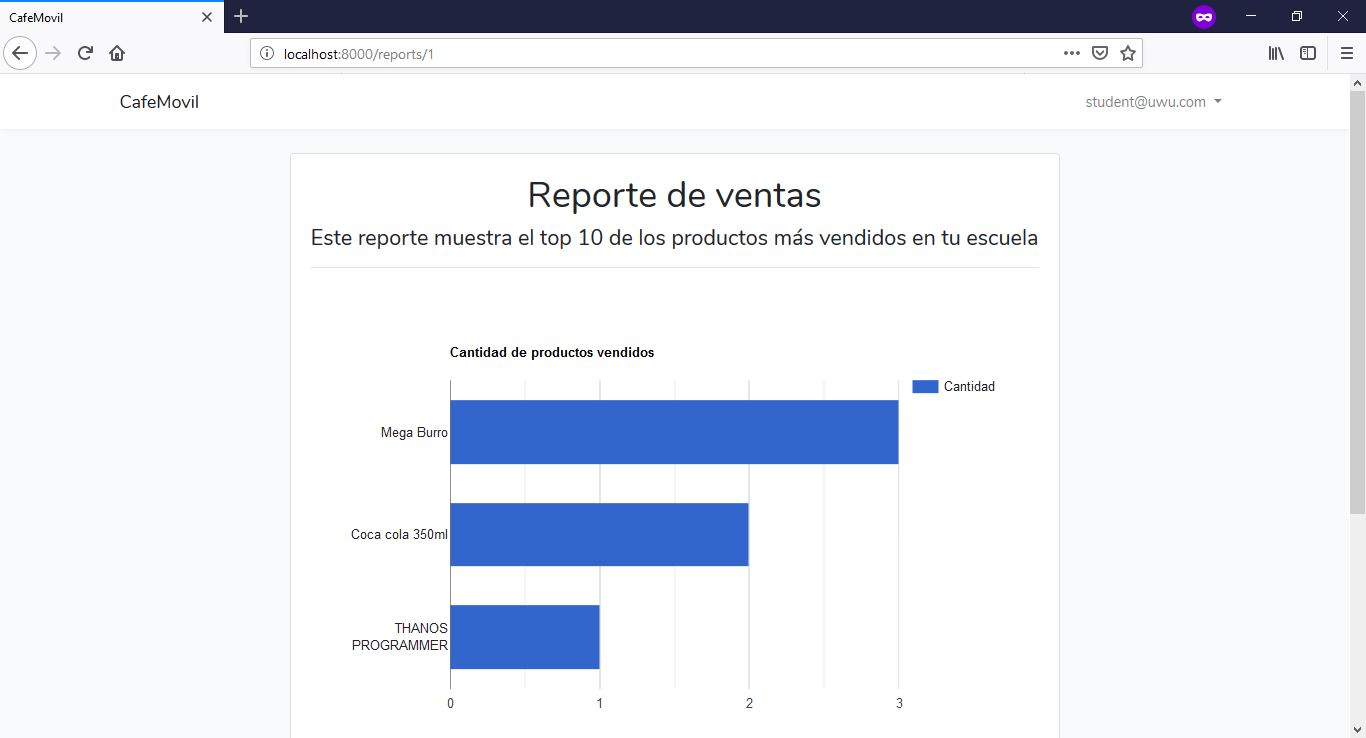 CafeMovil
localhost:8000/reports/1
CafeMovil
student@uwu.com
Reporte de ventas
Este reporte muestra el top 10 de los productos más vendidos en tu escuela
Cantidad de productos vendidos
Cantidad
Mega Burro
Coca cola 350ml
THANOS
PROGRAMMER
0 1 2 3